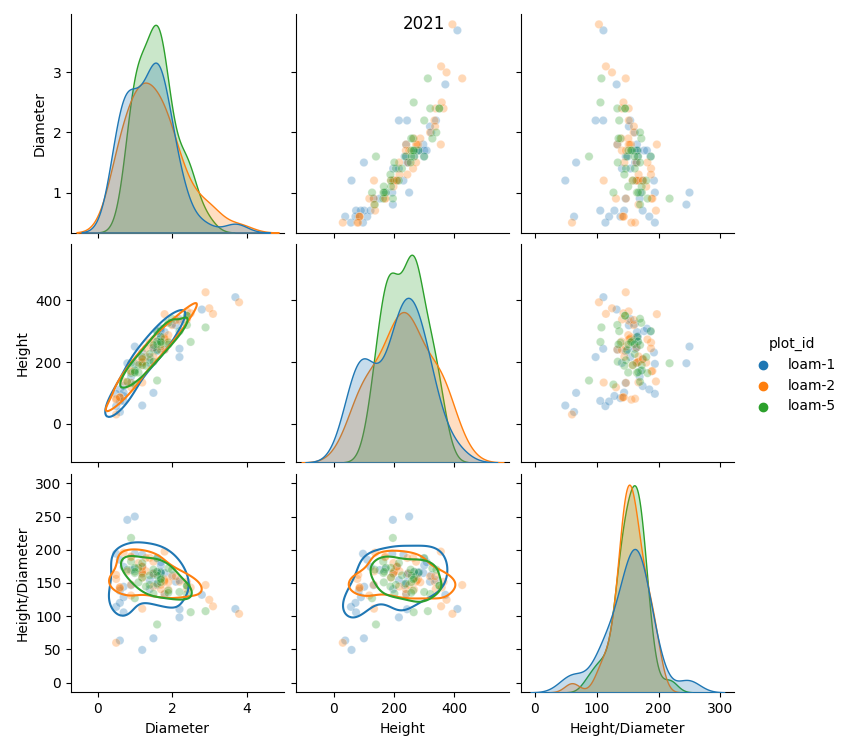 2021
Diameter
3
2
1
Height
400
200
0
plot_id
loam-1
loam-2
loam-5
Height/Diameter
300
250
200
150
100
50
0
0 2 4
0 200 400
0 100 200 300
Diameter
Height
Height/Diameter